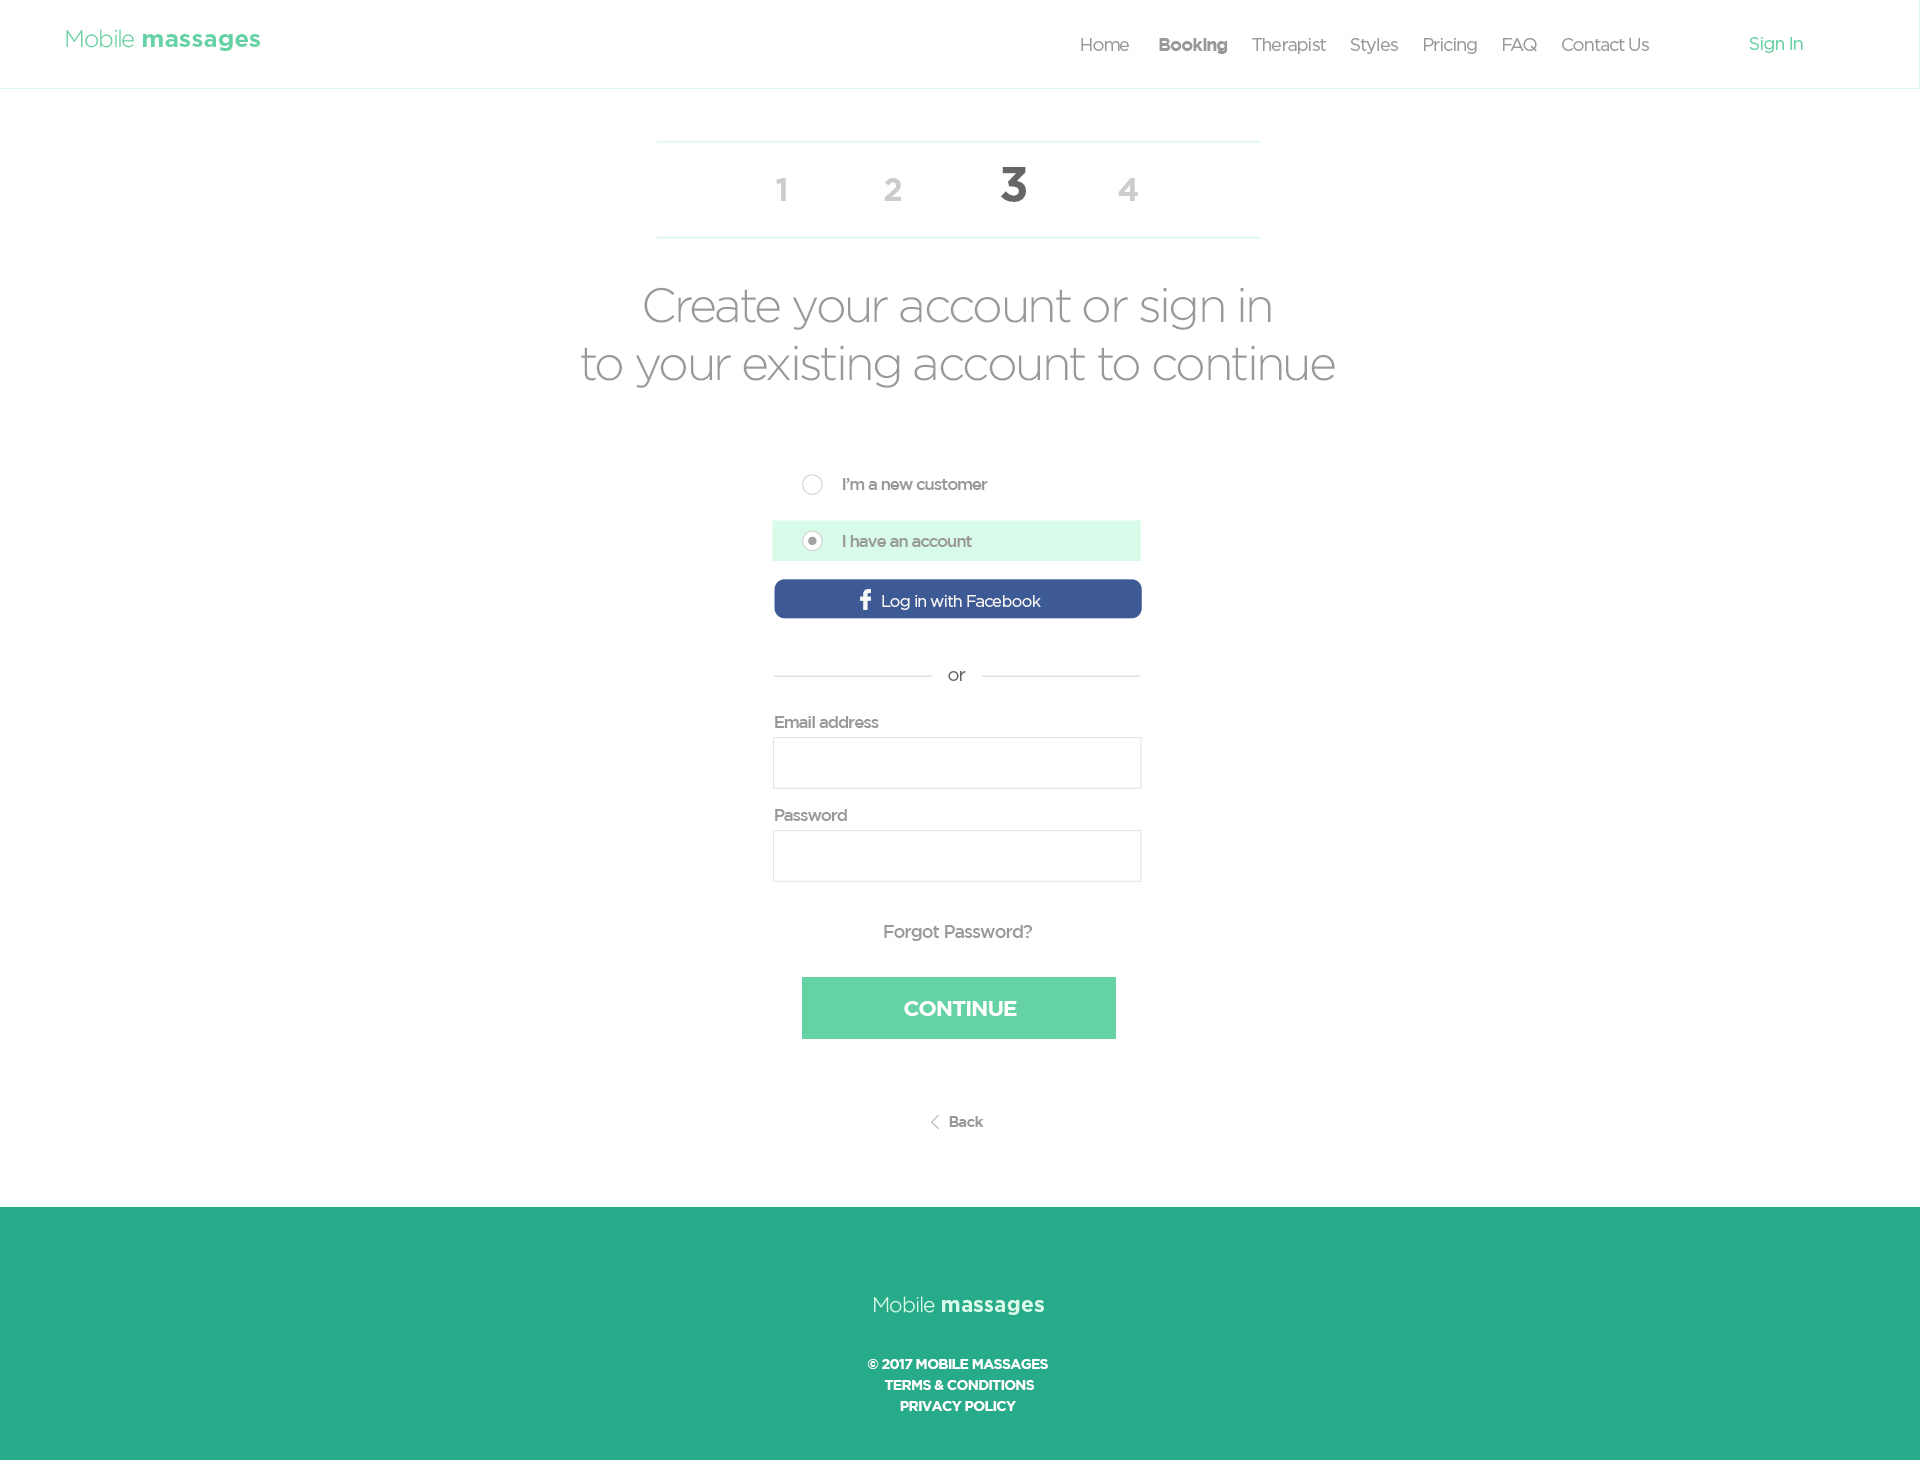 Mobile massages
Home Booking Therapist Styles Pricing FAQ Contact Us Sign In
1 2 3 4
Create your account or sign in
to your existing account to continue
I'm a new customer
I have an account
f Log in with Facebook
or
Email address
Password
Forgot Password?
CONTINUE
Back
Mobile massages
© 2017 MOBILE MASSAGES
TERMS & CONDITIONS
PRIVACY POLICY